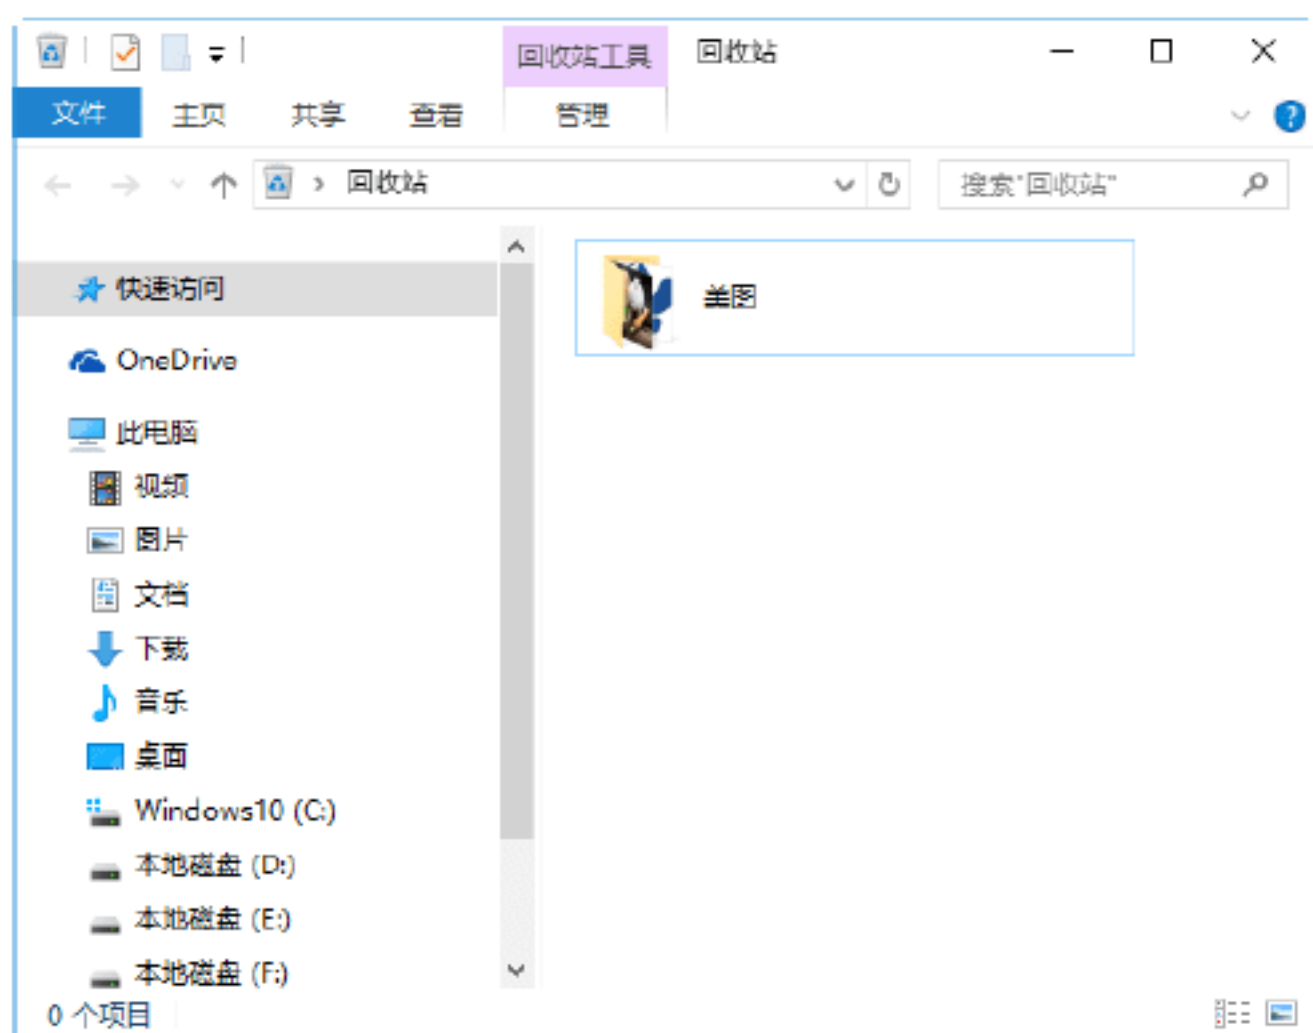 回收站工具 回收站
文件 主页 共享 查看 管理
回收站 搜索"回收站"
快速访问
美图
OneDrive
此电脑
视频
图片
文档
下载
音乐
桌面
Windows10 (C:)
本地磁盘 (D:)
本地磁盘 (E:)
本地磁盘 (F:)
0 个项目